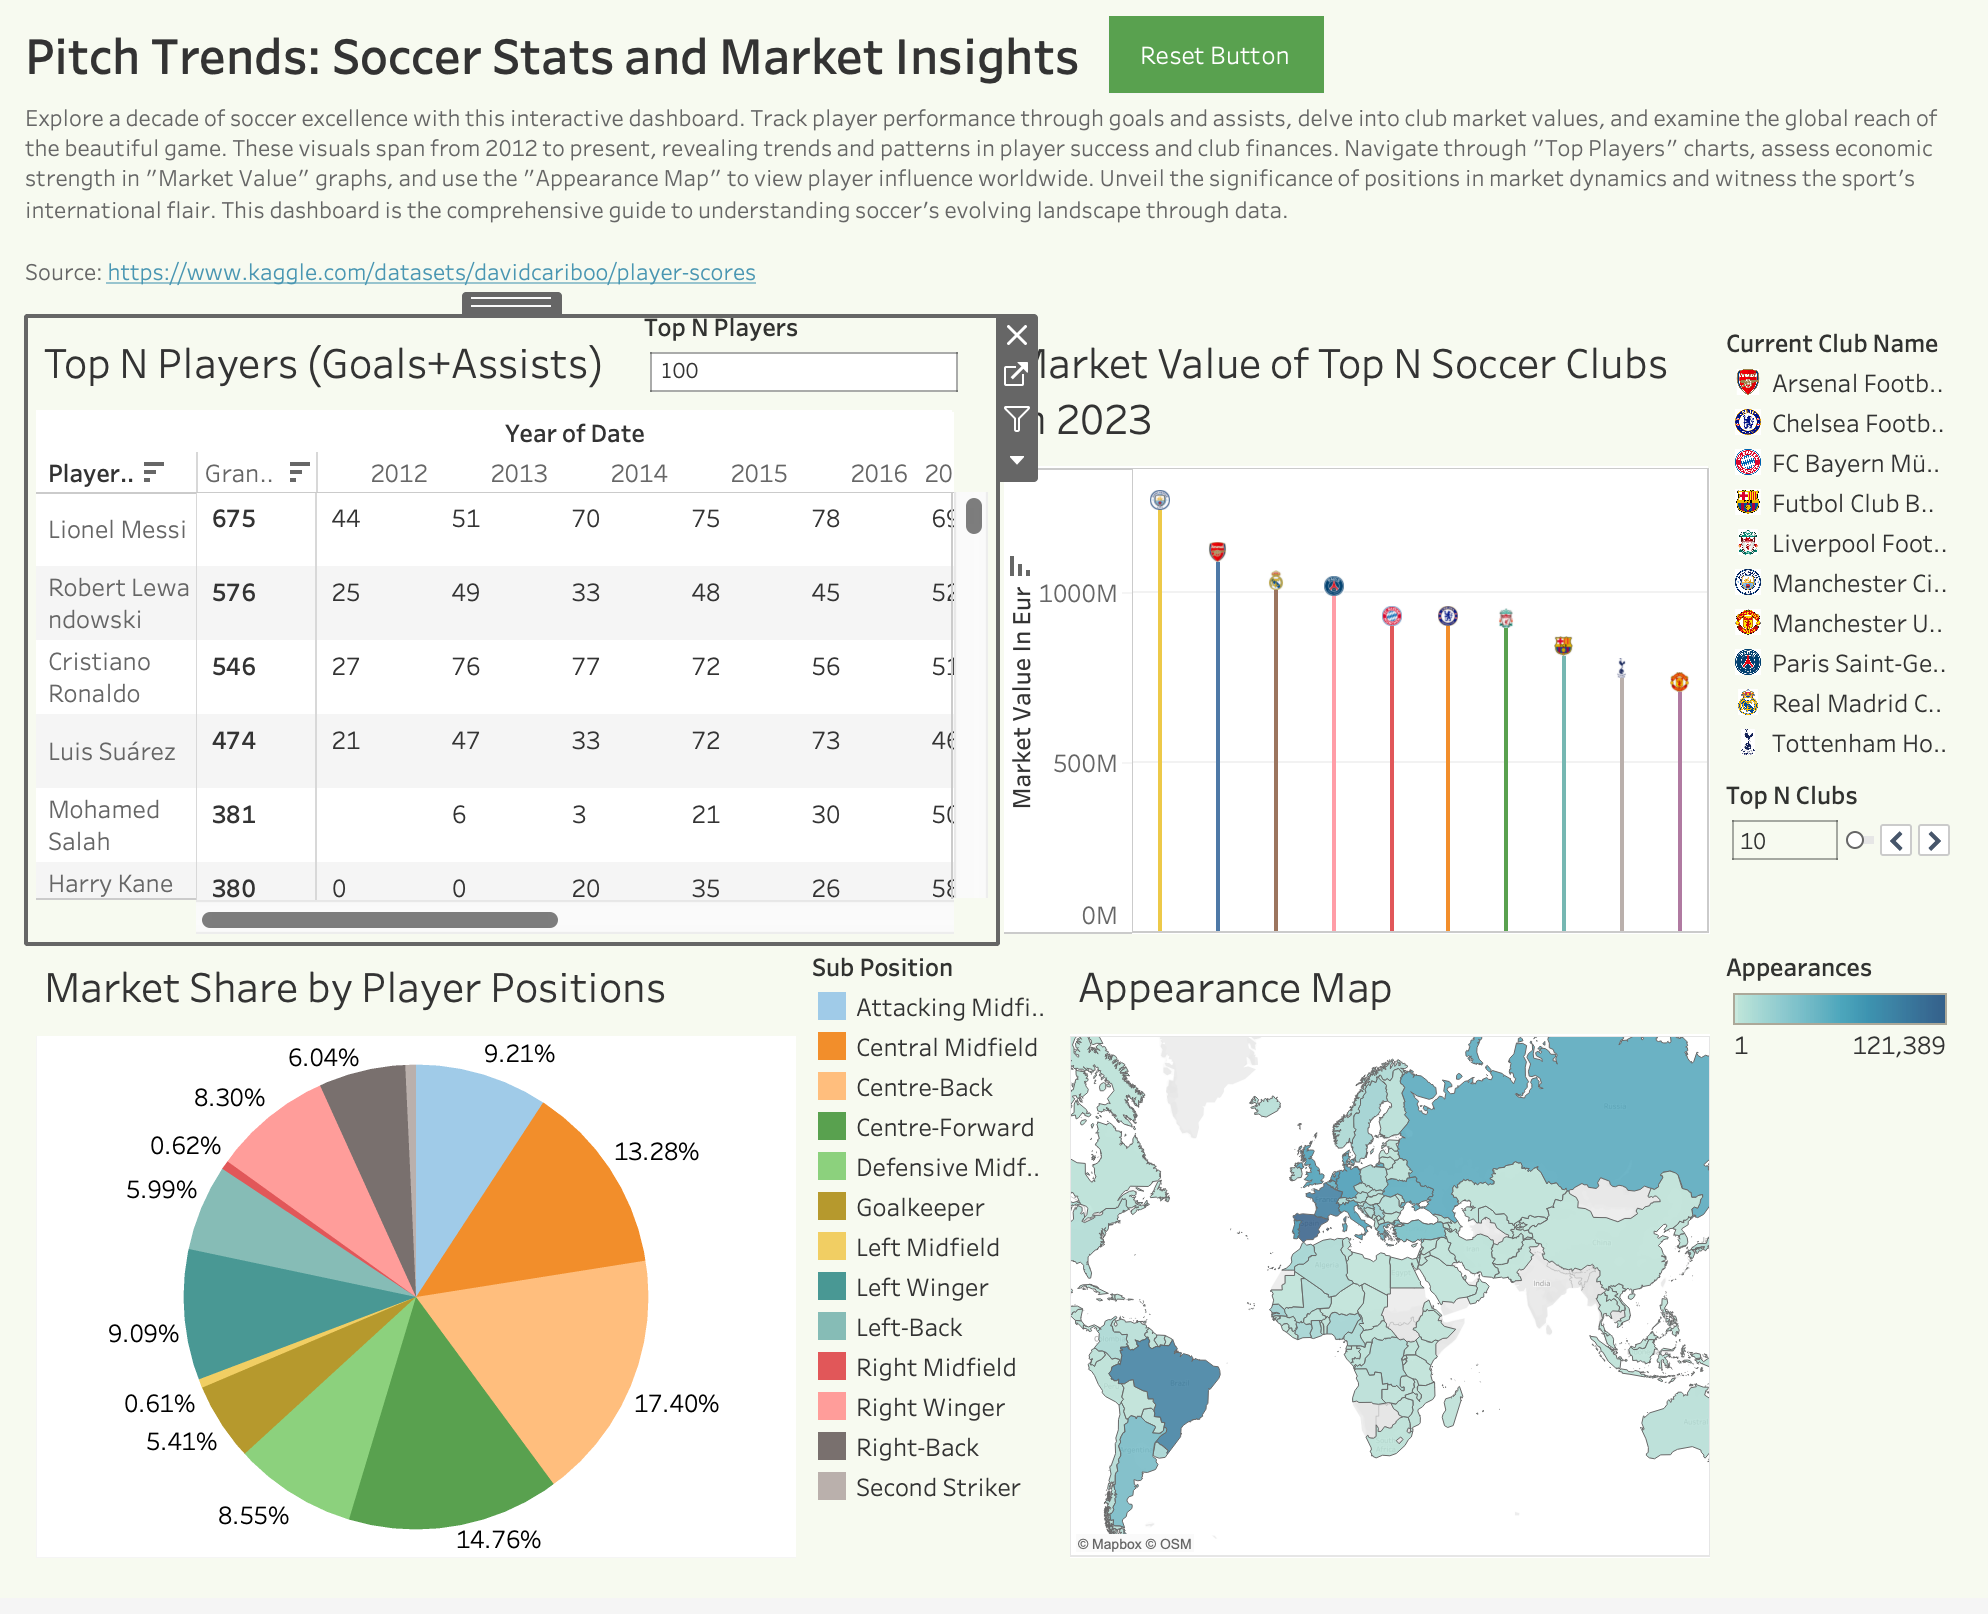 Pitch Trends: Soccer Stats and Market Insights
Reset Button
Explore a decade of soccer excellence with this interactive dashboard. Track player performance through goals and assists, delve into club market values, and examine the global reach of
the beautiful game. These visuals span from 2012 to present, revealing trends and patterns in player success and club finances. Navigate through "Top Players" charts, assess economic
strength in "Market Value" graphs, and use the "Appearance Map" to view player influence worldwide. Unveil the significance of positions in market dynamics and witness the sport's
international flair. This dashboard is the comprehensive guide to understanding soccer's evolving landscape through data.
Source: https://www.kaggle.com/datasets/davidcariboo/player-scores
Top N Players (Goals+Assists)
Top N Players
100
Year of Date
Player.. Gran.. 2012 2013 2014 2015 2016 20
Lionel Messi 675 44 51 70 75 78 69
Robert Lewa
ndowski 576 25 49 33 48 45 52
Cristiano
Ronaldo 546 27 76 77 72 56 51
Luis Suárez 474 21 47 33 72 73 46
Mohamed
Salah 381 6 3 21 30 50
Harry Kane 380 0 0 20 35 26 58
Market Value of Top N Soccer Clubs
2023
Market Value In Eur
1000M
500M
0M
Current Club Name
Arsenal Footb..
Chelsea Footb..
FC Bayern Mü..
Futbol Club B..
Liverpool Foot..
Manchester Ci..
Manchester U..
Paris Saint-Ge..
Real Madrid C..
Tottenham Ho..
Top N Clubs
10
Market Share by Player Positions
9.21%
13.28%
17.40%
14.76%
8.55%
5.41%
0.61%
9.09%
5.99%
0.62%
8.30%
6.04%
Sub Position
Attacking Midfi..
Central Midfield
Centre-Back
Centre-Forward
Defensive Midf..
Goalkeeper
Left Midfield
Left Winger
Left-Back
Right Midfield
Right Winger
Right-Back
Second Striker
Appearance Map
India
© Mapbox © OSM
Appearances
1 121,389